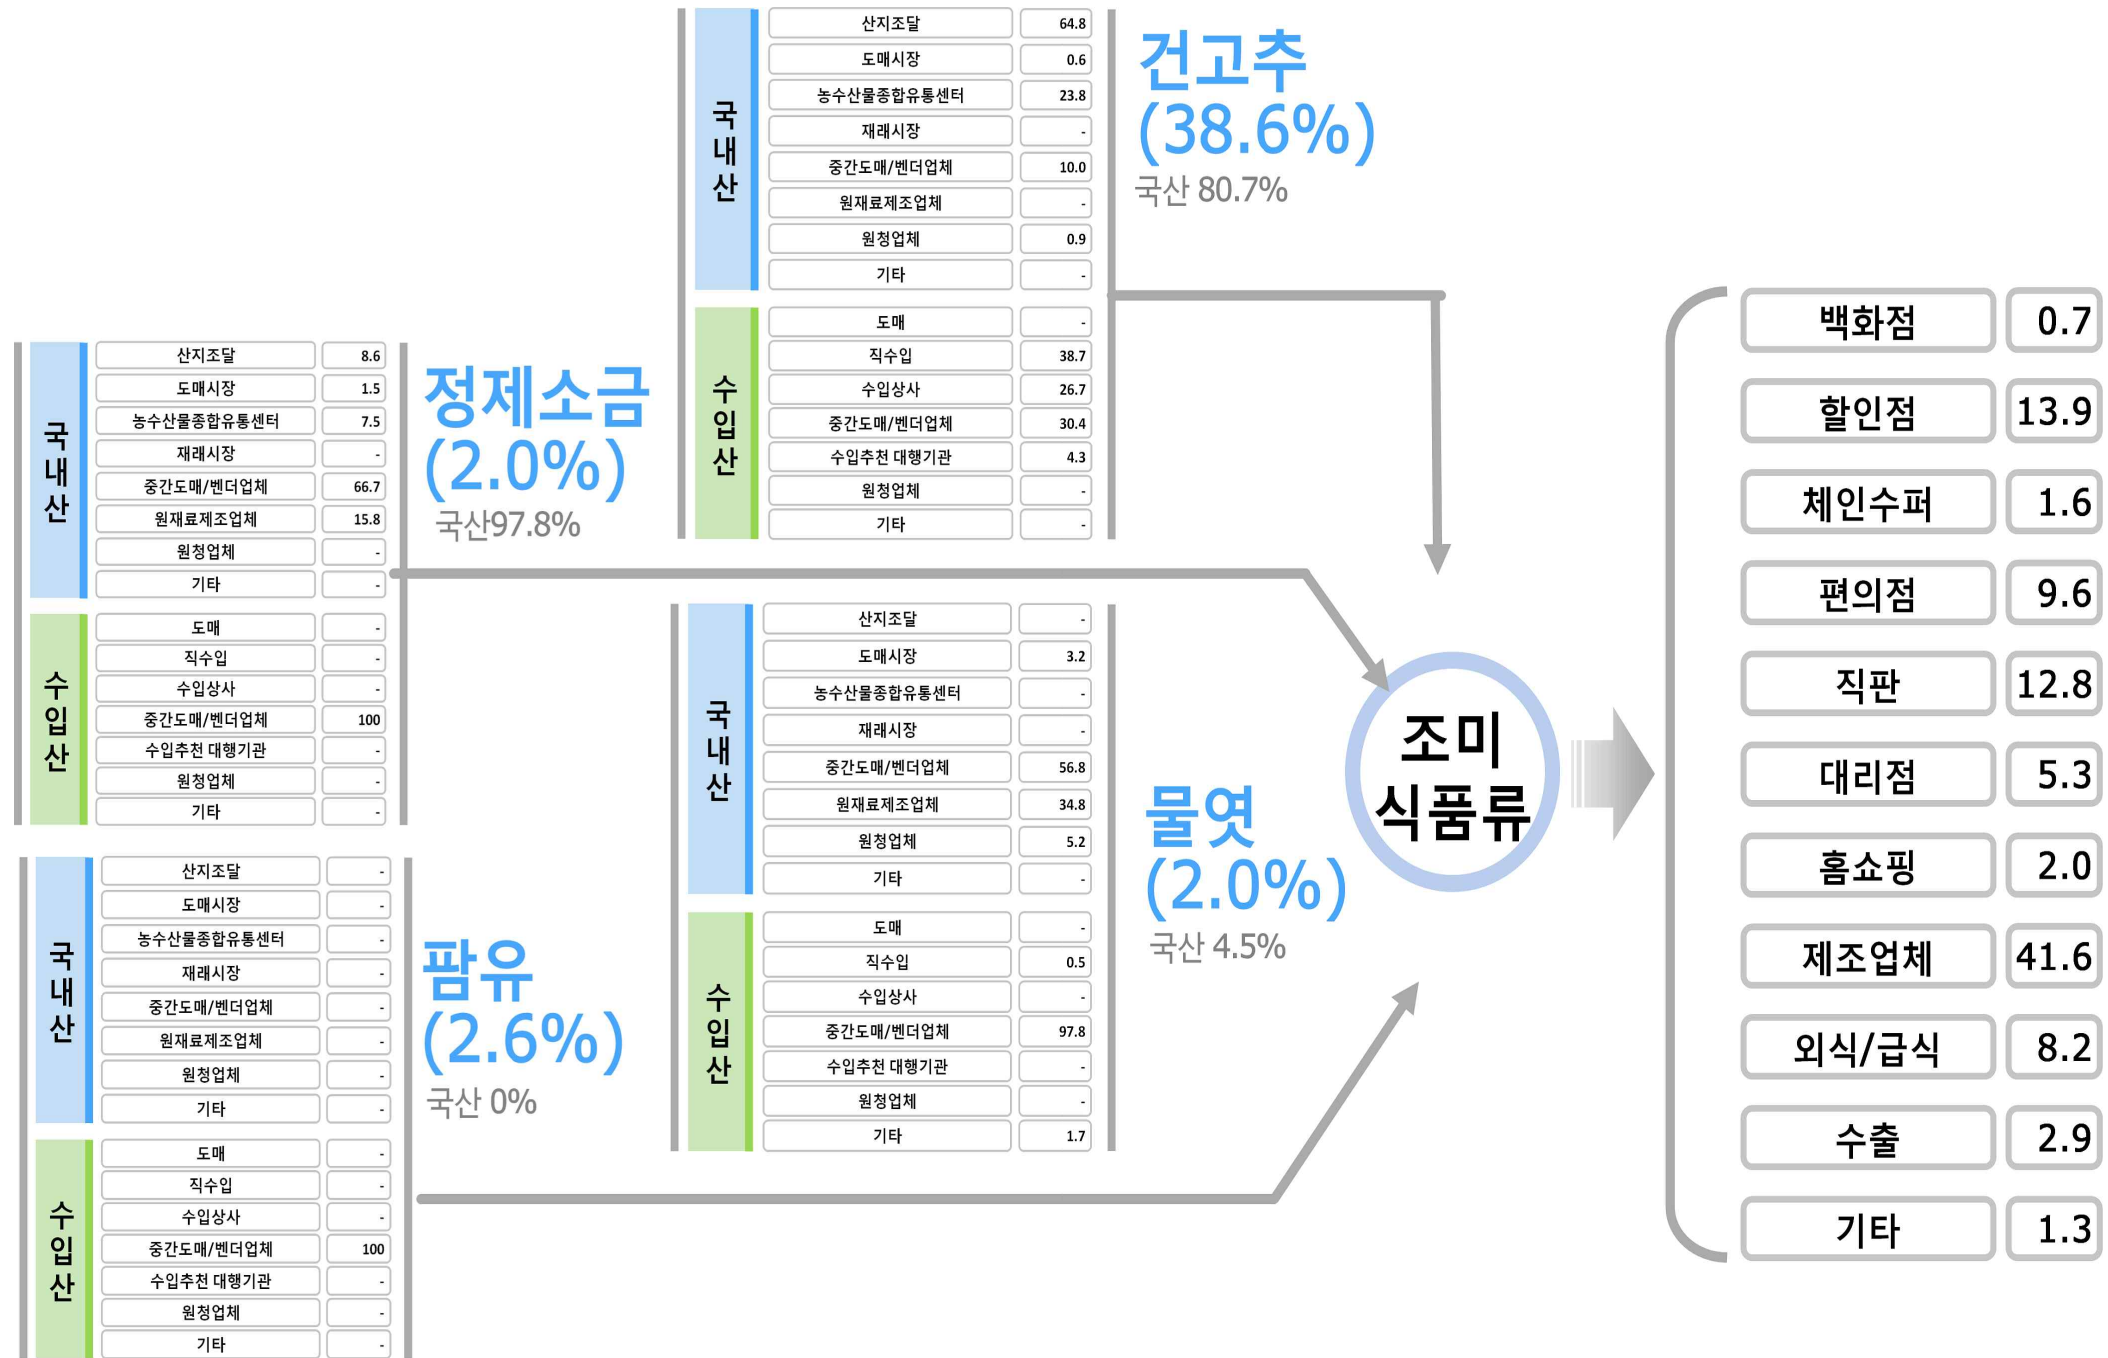 국내산
산지조달 64.8
도매시장 0.6
농수산물종합유통센터 23.8
재래시장 -
중간도매/벤더업체 10.0
원재료제조업체 -
원청업체 0.9
기타 -
수입산
도매 -
직수입 38.7
수입상사 26.7
중간도매/벤더업체 30.4
수입추천 대행기관 4.3
원청업체 -
기타 -
건고추
(38.6%)
국산 80.7%
국내산
산지조달 8.6
도매시장 1.5
농수산물종합유통센터 7.5
재래시장 -
중간도매/벤더업체 66.7
원재료제조업체 15.8
원청업체 -
기타 -
수입산
도매 -
직수입 -
수입상사 -
중간도매/벤더업체 100
수입추천 대행기관 -
원청업체 -
기타 -
정제소금
(2.0%)
국산97.8%
국내산
산지조달 -
도매시장 3.2
농수산물종합유통센터 -
재래시장 -
중간도매/벤더업체 56.8
원재료제조업체 34.8
원청업체 5.2
기타 -
수입산
도매 -
직수입 0.5
수입상사 -
중간도매/벤더업체 97.8
수입추천 대행기관 -
원청업체 -
기타 1.7
물엿
(2.0%)
국산 4.5%
국내산
산지조달 -
도매시장 -
농수산물종합유통센터 -
재래시장 -
중간도매/벤더업체 -
원재료제조업체 -
원청업체 -
기타 -
수입산
도매 -
직수입 -
수입상사 -
중간도매/벤더업체 100
수입추천 대행기관 -
원청업체 -
기타 -
팜유
(2.6%)
국산 0%
조미
식품류
백화점 0.7
할인점 13.9
체인수퍼 1.6
편의점 9.6
직판 12.8
대리점 5.3
홈쇼핑 2.0
제조업체 41.6
외식/급식 8.2
수출 2.9
기타 1.3